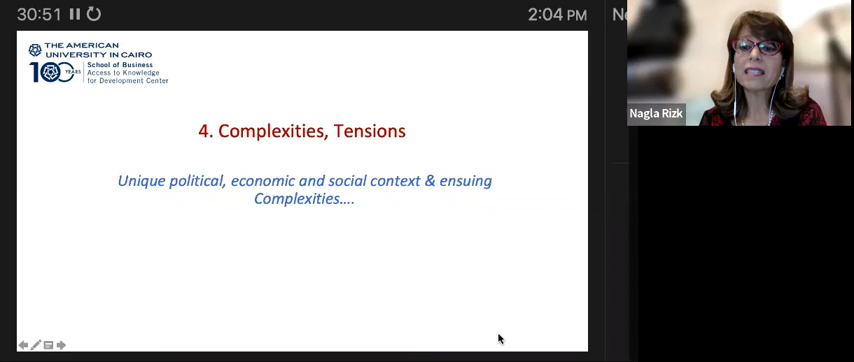 30:51
2:04 PM
THE AMERICAN
UNIVERSITY IN CAIRO
100 YEARS
School of Business
Access to Knowledge
for Development Center
4. Complexities, Tensions
Unique political, economic and social context & ensuing
Complexities....
Nagla Rizk